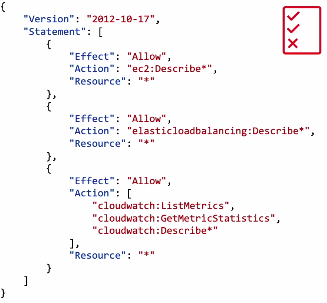 {
    "Version": "2012-10-17",
    "Statement": [
        {
            "Effect": "Allow",
            "Action": "ec2:Describe*",
            "Resource": "*"
        },
        {
            "Effect": "Allow",
            "Action": "elasticloadbalancing:Describe*",
            "Resource": "*"
        },
        {
            "Effect": "Allow",
            "Action": [
                "cloudwatch:ListMetrics",
                "cloudwatch:GetMetricStatistics",
                "cloudwatch:Describe*"
            ],
            "Resource": "*"
        }
    ]
}